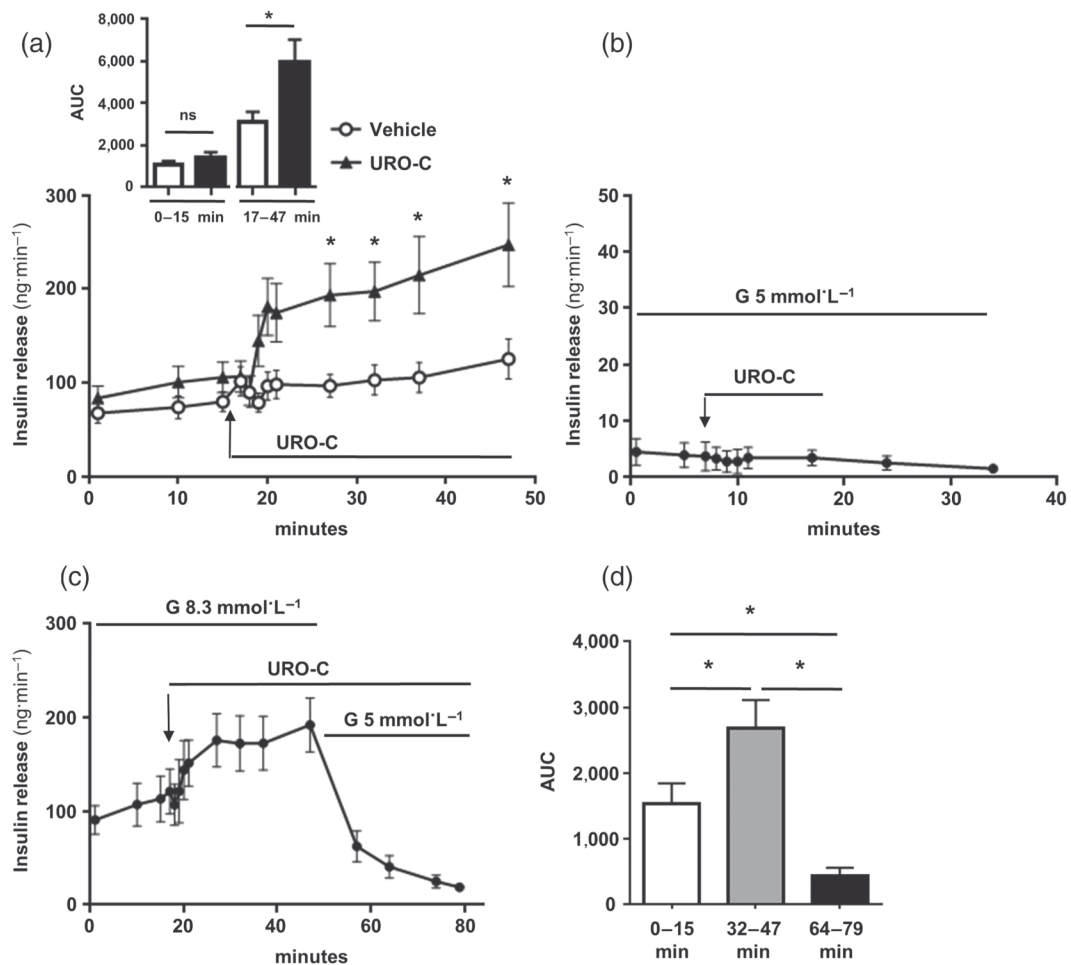 (a)
8,000
6,000
4,000
2,000
0
AUC
ns
*
0–15 min
17–47 min
Vehicle
URO-C
300
200
100
0
Insulin release (ng·min−1)
* * * *
URO-C
0 10 20 30 40 50
minutes
(b)
50
40
30
20
10
0
Insulin release (ng·min−1)
G 5 mmol·L−1
URO-C
0 10 20 30 40
minutes
(c)
300
200
100
0
Insulin release (ng·min−1)
G 8.3 mmol·L−1
URO-C
G 5 mmol·L−1
0 20 40 60 80
minutes
(d)
4,000
3,000
2,000
1,000
0
AUC
*
* *
0–15 32–47 64–79
min min min